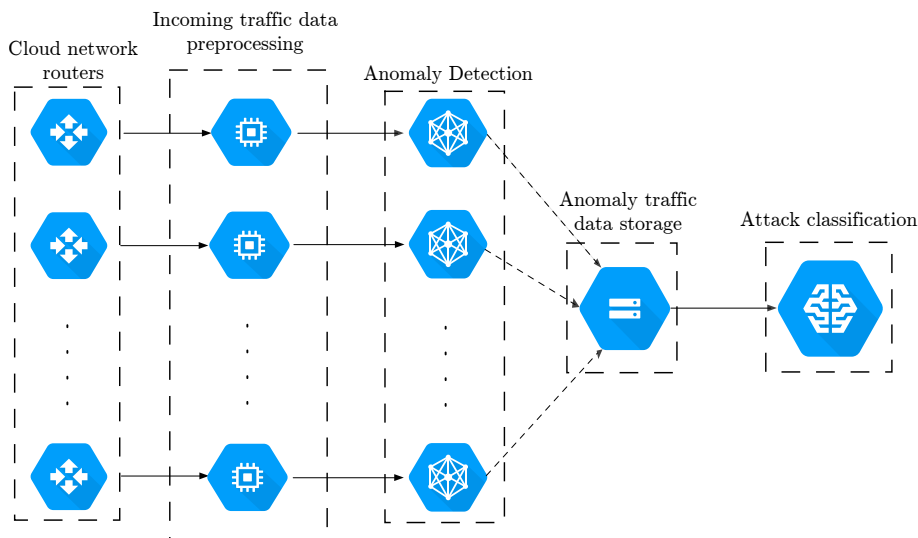 Incoming traffic data
preprocessing
Cloud network
routers
Anomaly Detection
Anomaly traffic
data storage
Attack classification